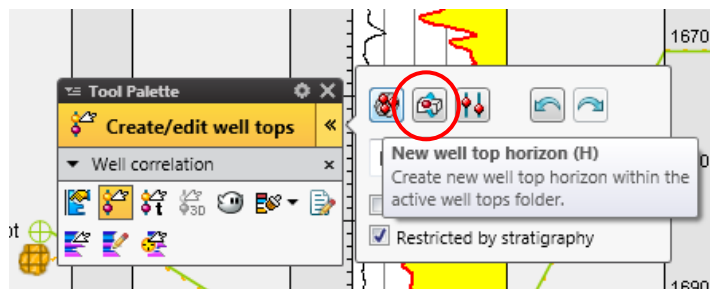 1670
Tool Palette
Create/edit well tops
«
Well correlation
t
3D
New well top horizon (H)
Create new well top horizon within the
active well tops folder.
Restricted by stratigraphy
1690